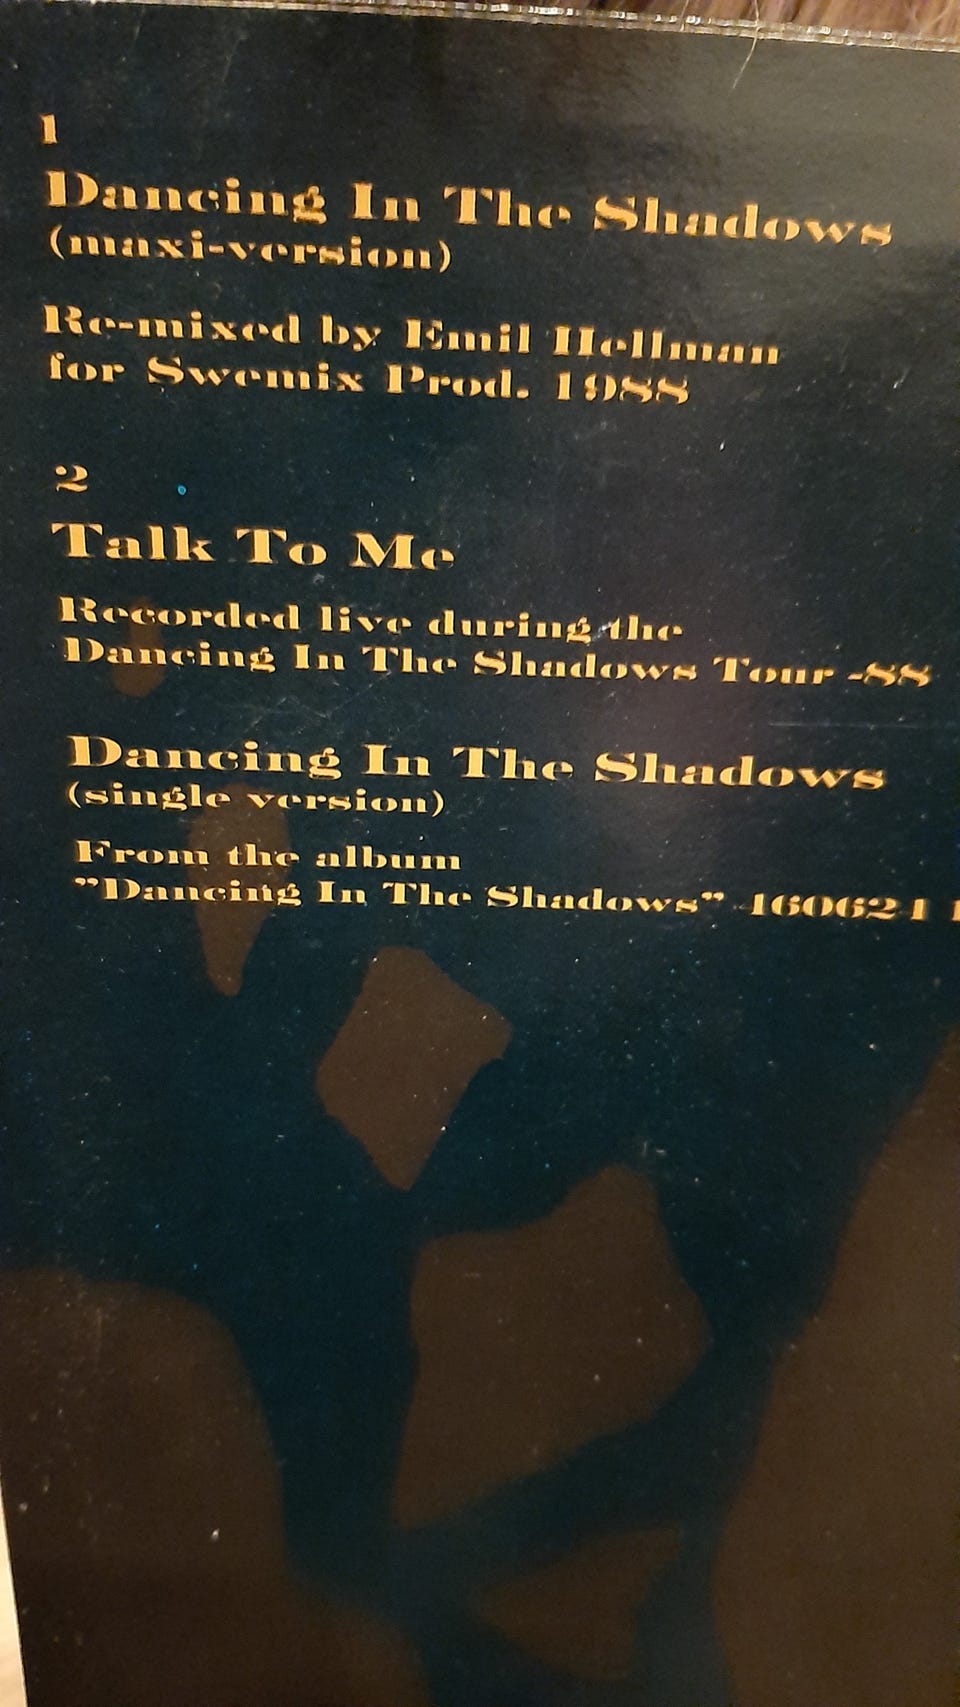 1
Dancing In The Shadows
(maxi-version)
Re-mixed by Emil Hellman
for Swemix Prod. 1988
2
Talk To Me
Recorded live during the
Dancing In The Shadows Tour -88
Dancing In The Shadows
(single version)
From the album
"Dancing In The Shadows" 460624 1